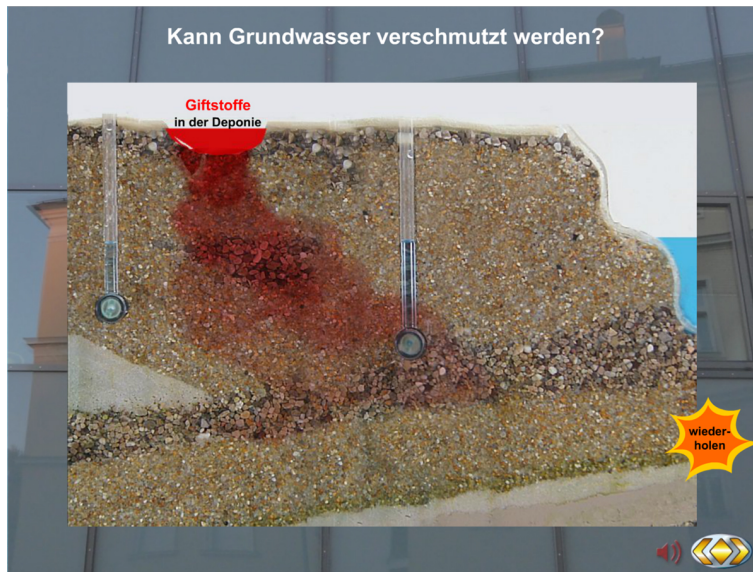 Kann Grundwasser verschmutzt werden?
Giftstoffe
in der Deponie
wieder-
holen